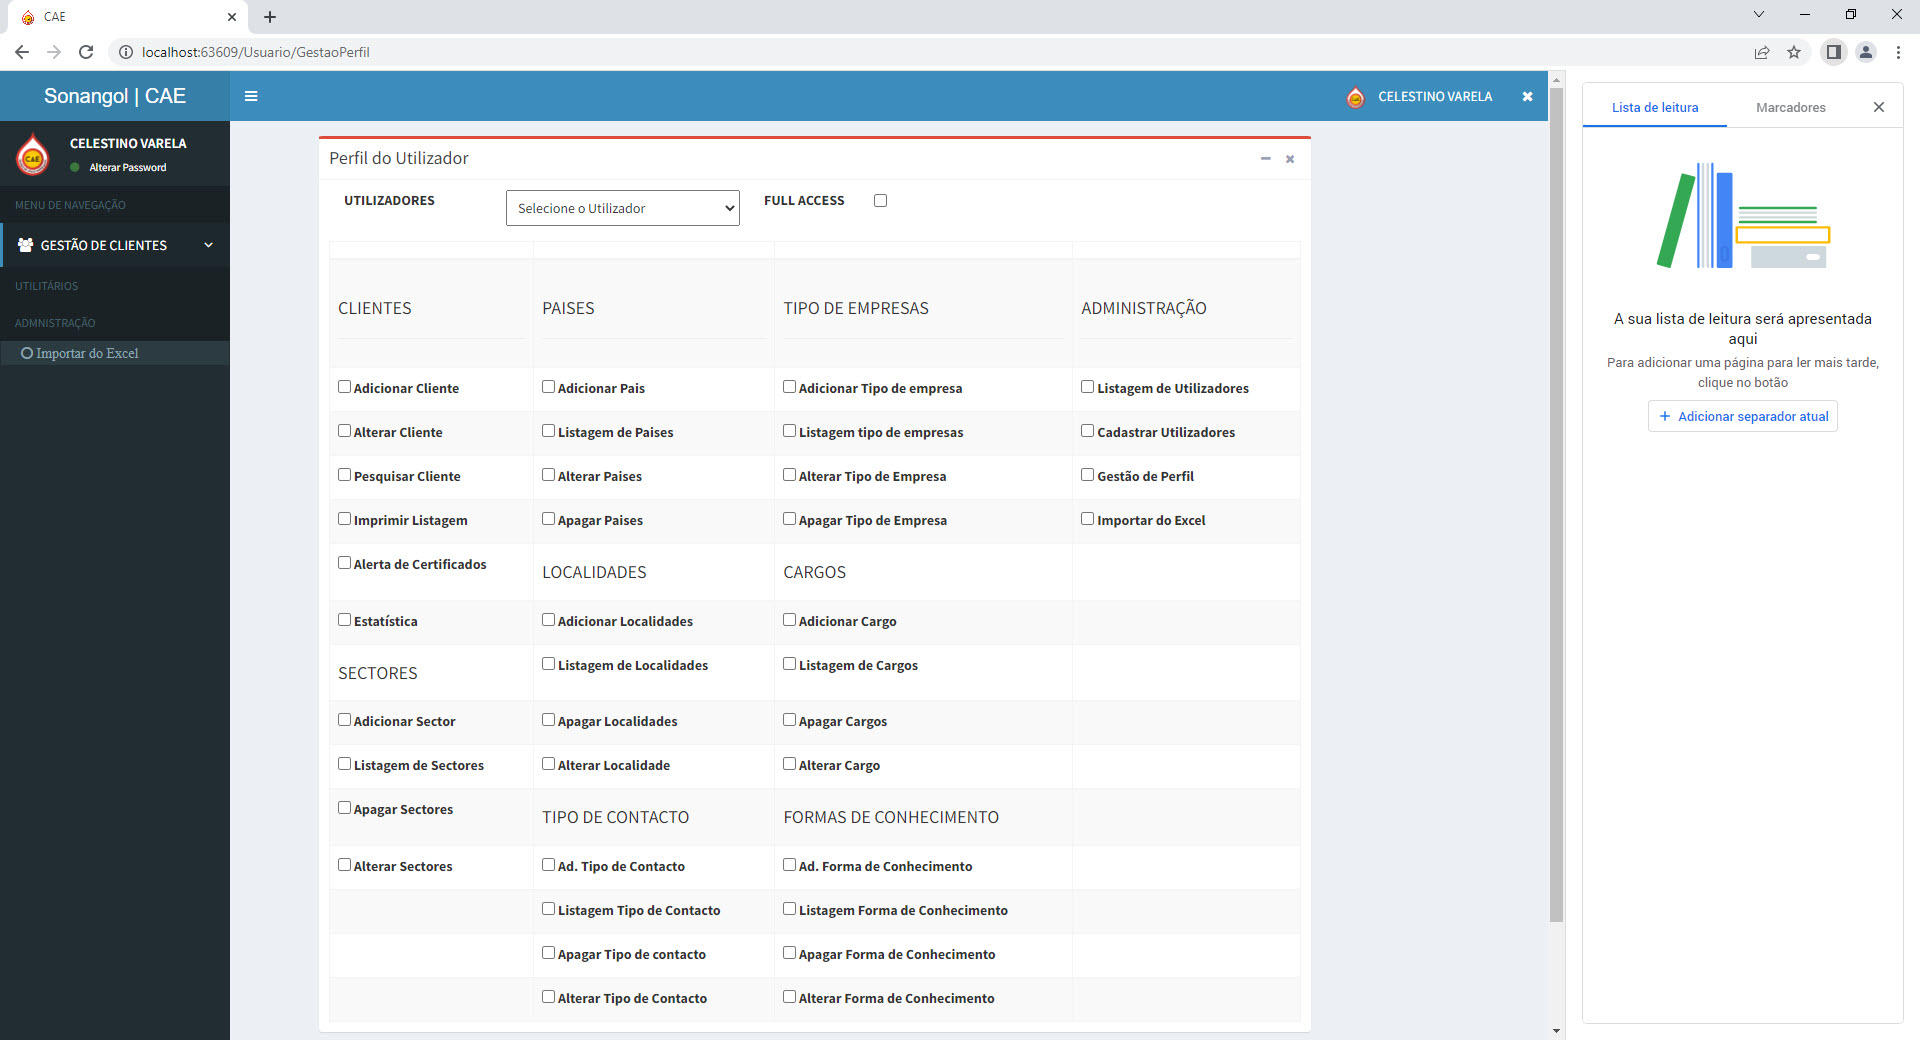 CAE
localhost:63609/Usuario/GestaoPerfil
Sonangol | CAE
CELESTINO VARELA
CAE
CELESTINO VARELA
Alterar Password
MENU DE NAVEGAÇÃO
GESTÃO DE CLIENTES
UTILITÁRIOS
ADMNISTRAÇÃO
Importar do Excel
Perfil do Utilizador
UTILIZADORES
Selecione o Utilizador
FULL ACCESS
CLIENTES PAISES TIPO DE EMPRESAS ADMINISTRAÇÃO
Adicionar Cliente Adicionar Pais Adicionar Tipo de empresa Listagem de Utilizadores
Alterar Cliente Listagem de Paises Listagem tipo de empresas Cadastrar Utilizadores
Pesquisar Cliente Alterar Paises Alterar Tipo de Empresa Gestão de Perfil
Imprimir Listagem Apagar Paises Apagar Tipo de Empresa Importar do Excel
Alerta de Certificados LOCALIDADES CARGOS
Estatística Adicionar Localidades Adicionar Cargo
SECTORES Listagem de Localidades Listagem de Cargos
Adicionar Sector Apagar Localidades Apagar Cargos
Listagem de Sectores Alterar Localidade Alterar Cargo
Apagar Sectores TIPO DE CONTACTO FORMAS DE CONHECIMENTO
Alterar Sectores Ad. Tipo de Contacto Ad. Forma de Conhecimento
Listagem Tipo de Contacto Listagem Forma de Conhecimento
Apagar Tipo de contacto Apagar Forma de Conhecimento
Alterar Tipo de Contacto Alterar Forma de Conhecimento
Lista de leitura
Marcadores
A sua lista de leitura será apresentada
aqui
Para adicionar uma página para ler mais tarde,
clique no botão
Adicionar separador atual